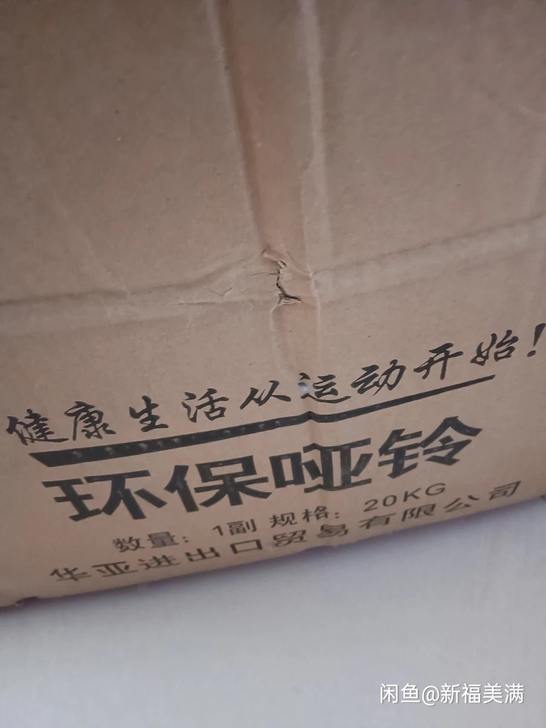 健康生活从运动开始！
环保哑铃
数量：1副 规格：20KG
华亚进出口贸易有限公司
闲鱼@新福美满